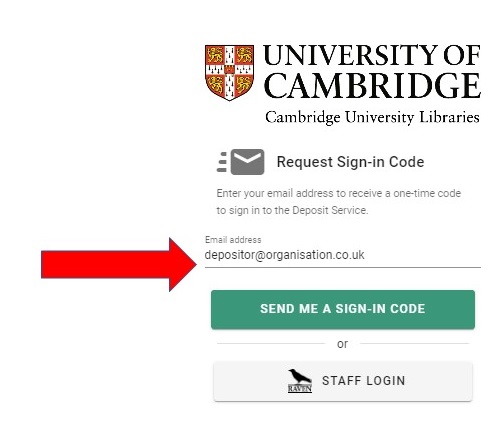 UNIVERSITY OF
CAMBRIDGE
Cambridge University Libraries
Request Sign-in Code
Enter your email address to receive a one-time code
to sign in to the Deposit Service.
Email address
depositor@organisation.co.uk
SEND ME A SIGN-IN CODE
or
RAVEN
STAFF LOGIN